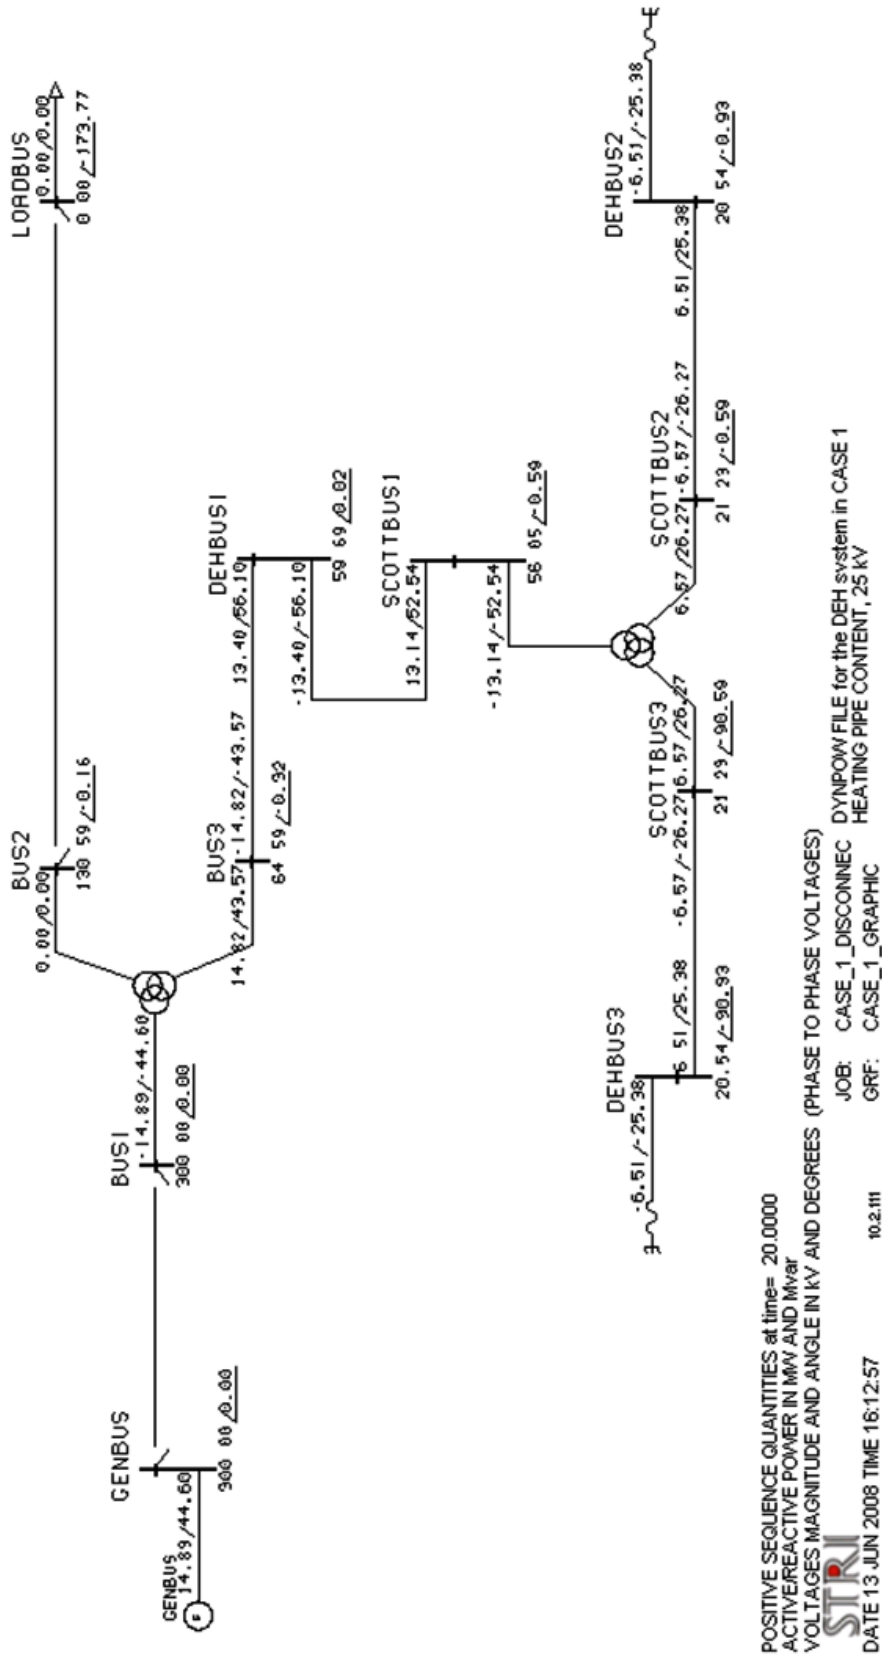 LOADBUS
0.00/0.00
0 00/-173.77
BUS2
0.00/0.00
130 59/-0.16
GENBUS
GENBUS
14.89/44.60
300 00/0.00
BUS1
-14.89/-44.60
300 00/0.00
BUS3
14.82/43.57
-14.82/-43.57
64 59/-0.32
DEHBUS1
13.40/56.10
-13.40/-56.10
59 69/0.02
SCOTTBUS1
13.14/52.54
-13.14/-52.54
56 05/-0.59
DEHBUS3
-6.51/-25.38
6 51/25.38
20.54/-90.93
SCOTTBUS3
-6.57/-26.27
6.57/26.27
21 23/-90.59
SCOTTBUS2
6.57/26.27
-6.57/-26.27
21 23/-0.59
DEHBUS2
-6.51/-25.38
6.51/25.38
20 54/-0.93
POSITIVE SEQUENCE QUANTITIES at time= 20.0000
ACTIVE/REACTIVE POWER IN MW AND Mvar
VOLTAGES MAGNITUDE AND ANGLE IN kV AND DEGREES (PHASE TO PHASE VOLTAGES)
STRI
JOB: CASE_1_DISCONNEC DYNPOW FILE for the DEH system in CASE 1
DATE 13 JUN 2008 TIME 16:12:57 10.2.111 GRF: CASE_1_GRAPHIC HEATING PIPE CONTENT, 25 kV